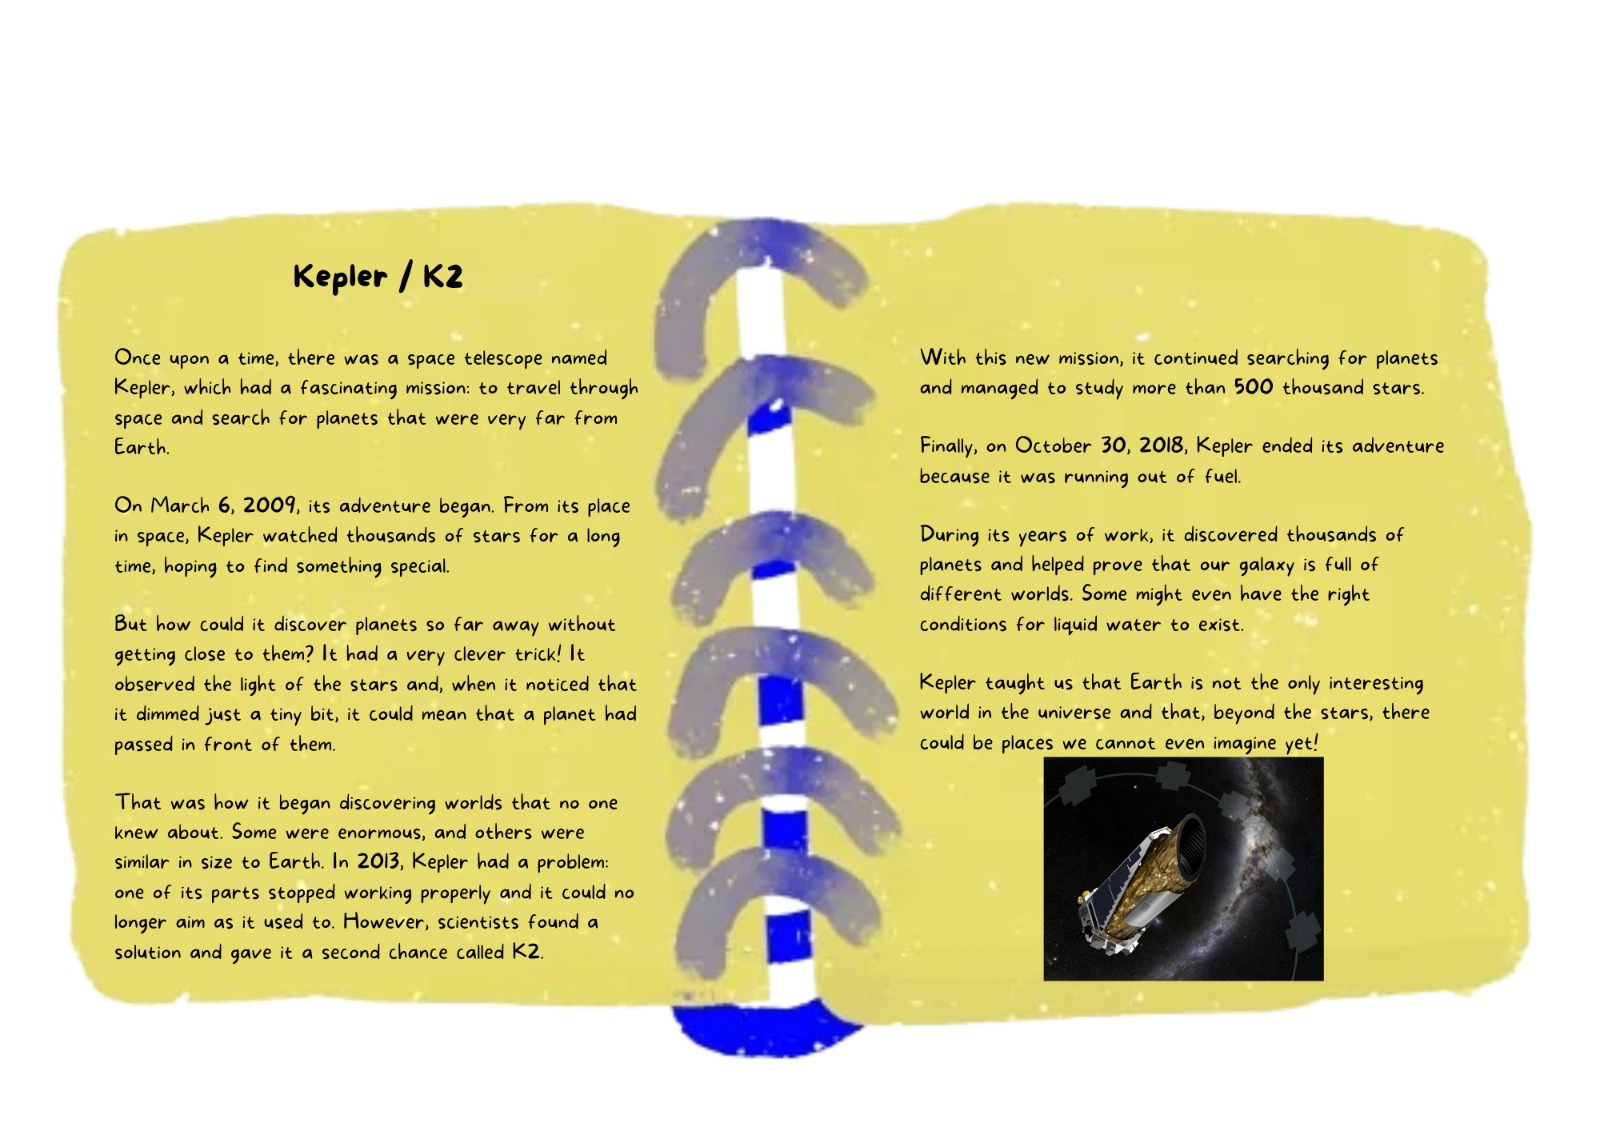 Kepler / K2
Once upon a time, there was a space telescope named
Kepler, which had a fascinating mission: to travel through
space and search for planets that were very far from
Earth.
On March 6, 2009, its adventure began. From its place
in space, Kepler watched thousands of stars for a long
time, hoping to find something special.
But how could it discover planets so far away without
getting close to them? It had a very clever trick! It
observed the light of the stars and, when it noticed that
it dimmed just a tiny bit, it could mean that a planet had
passed in front of them.
That was how it began discovering worlds that no one
knew about. Some were enormous, and others were
similar in size to Earth. In 2013, Kepler had a problem:
one of its parts stopped working properly and it could no
longer aim as it used to. However, scientists found a
solution and gave it a second chance called K2.
With this new mission, it continued searching for planets
and managed to study more than 500 thousand stars.
Finally, on October 30, 2018, Kepler ended its adventure
because it was running out of fuel.
During its years of work, it discovered thousands of
planets and helped prove that our galaxy is full of
different worlds. Some might even have the right
conditions for liquid water to exist.
Kepler taught us that Earth is not the only interesting
world in the universe and that, beyond the stars, there
could be places we cannot even imagine yet!